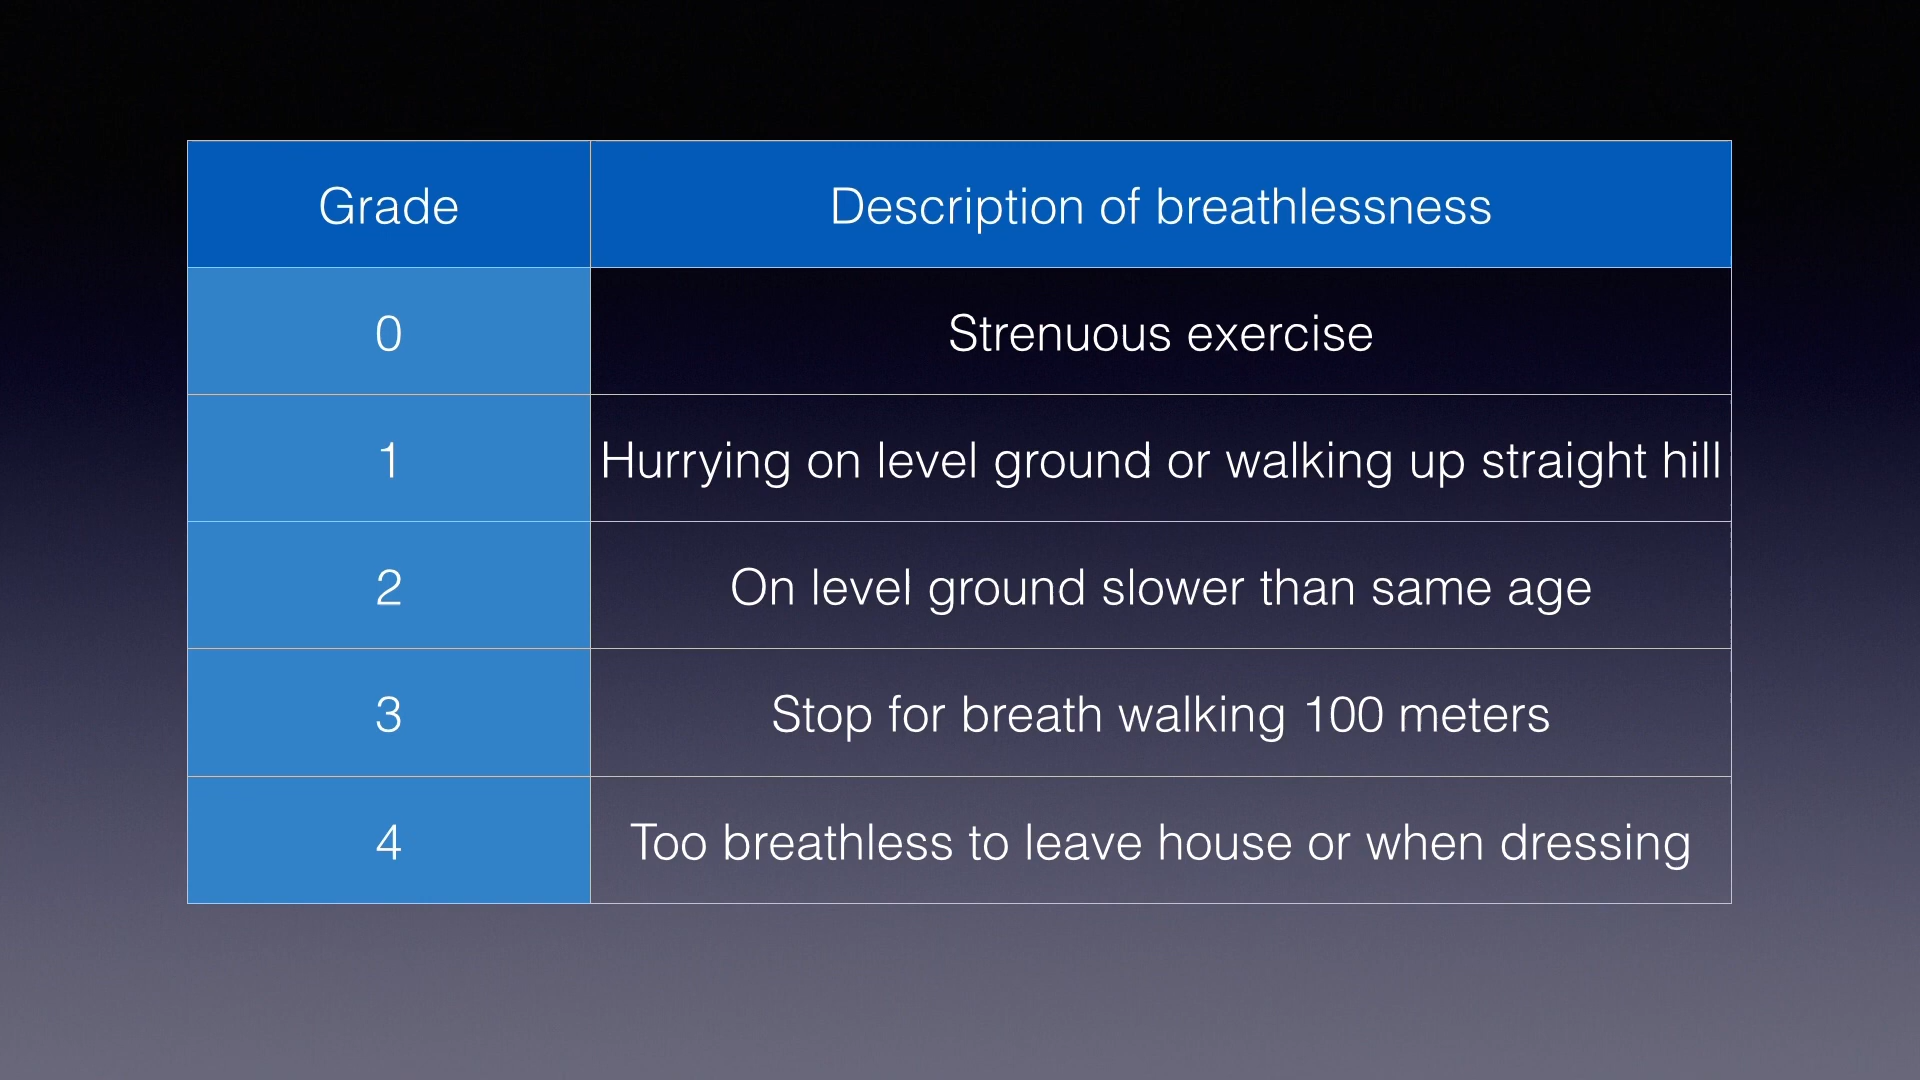 Grade Description of breathlessness
0 Strenuous exercise
1 Hurrying on level ground or walking up straight hill
2 On level ground slower than same age
3 Stop for breath walking 100 meters
4 Too breathless to leave house or when dressing